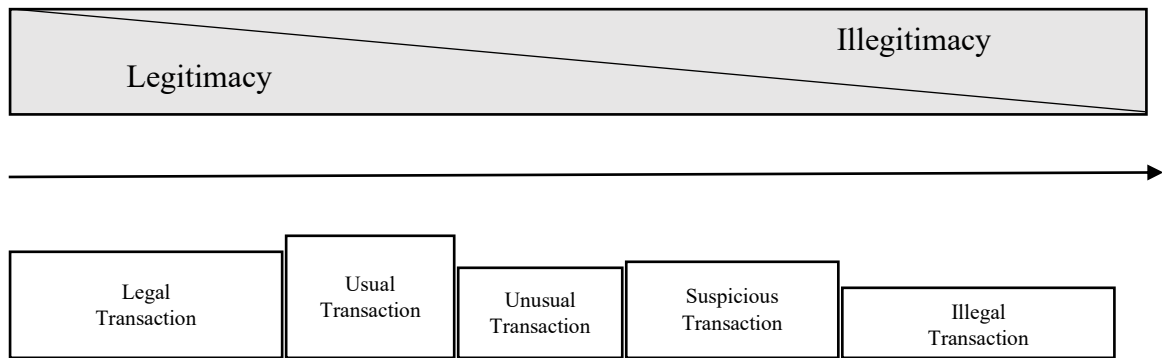 Illegitimacy
Legitimacy
Legal
Transaction
Usual
Transaction
Unusual
Transaction
Suspicious
Transaction
Illegal
Transaction